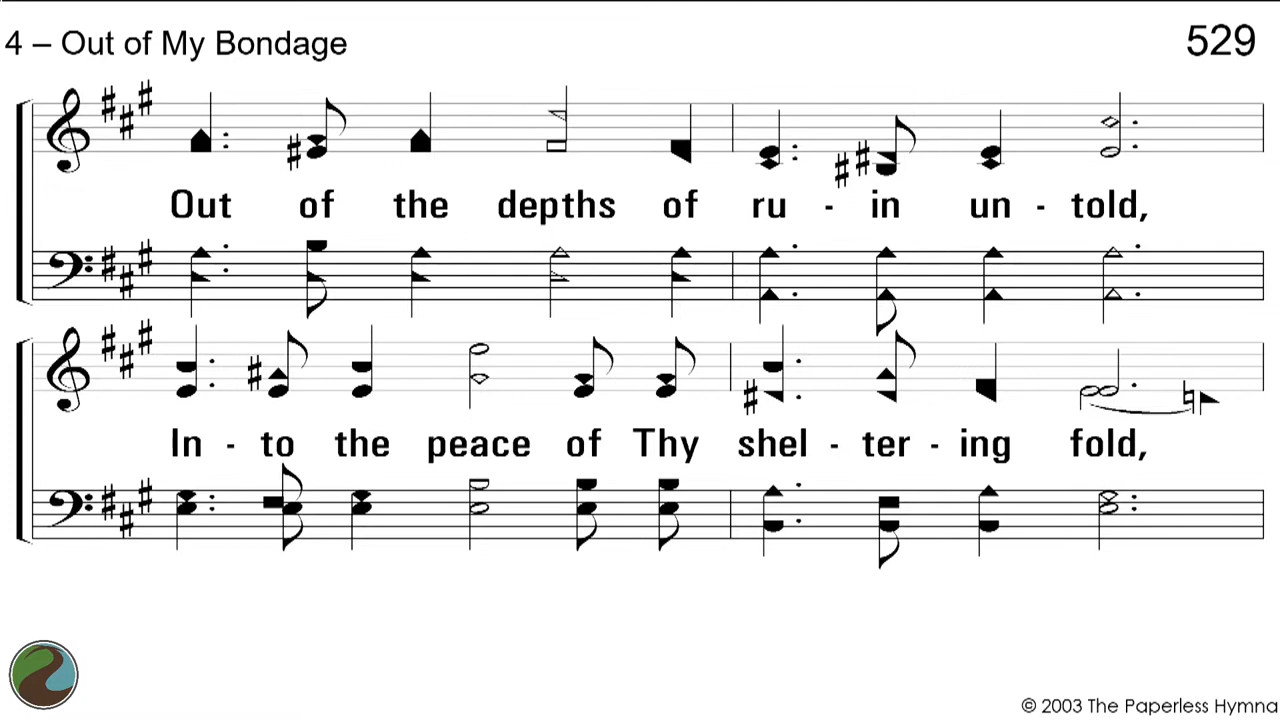 4 – Out of My Bondage
529
Out of the depths of ru - in un - told,
In - to the peace of Thy shel - ter - ing fold,
© 2003 The Paperless Hymna